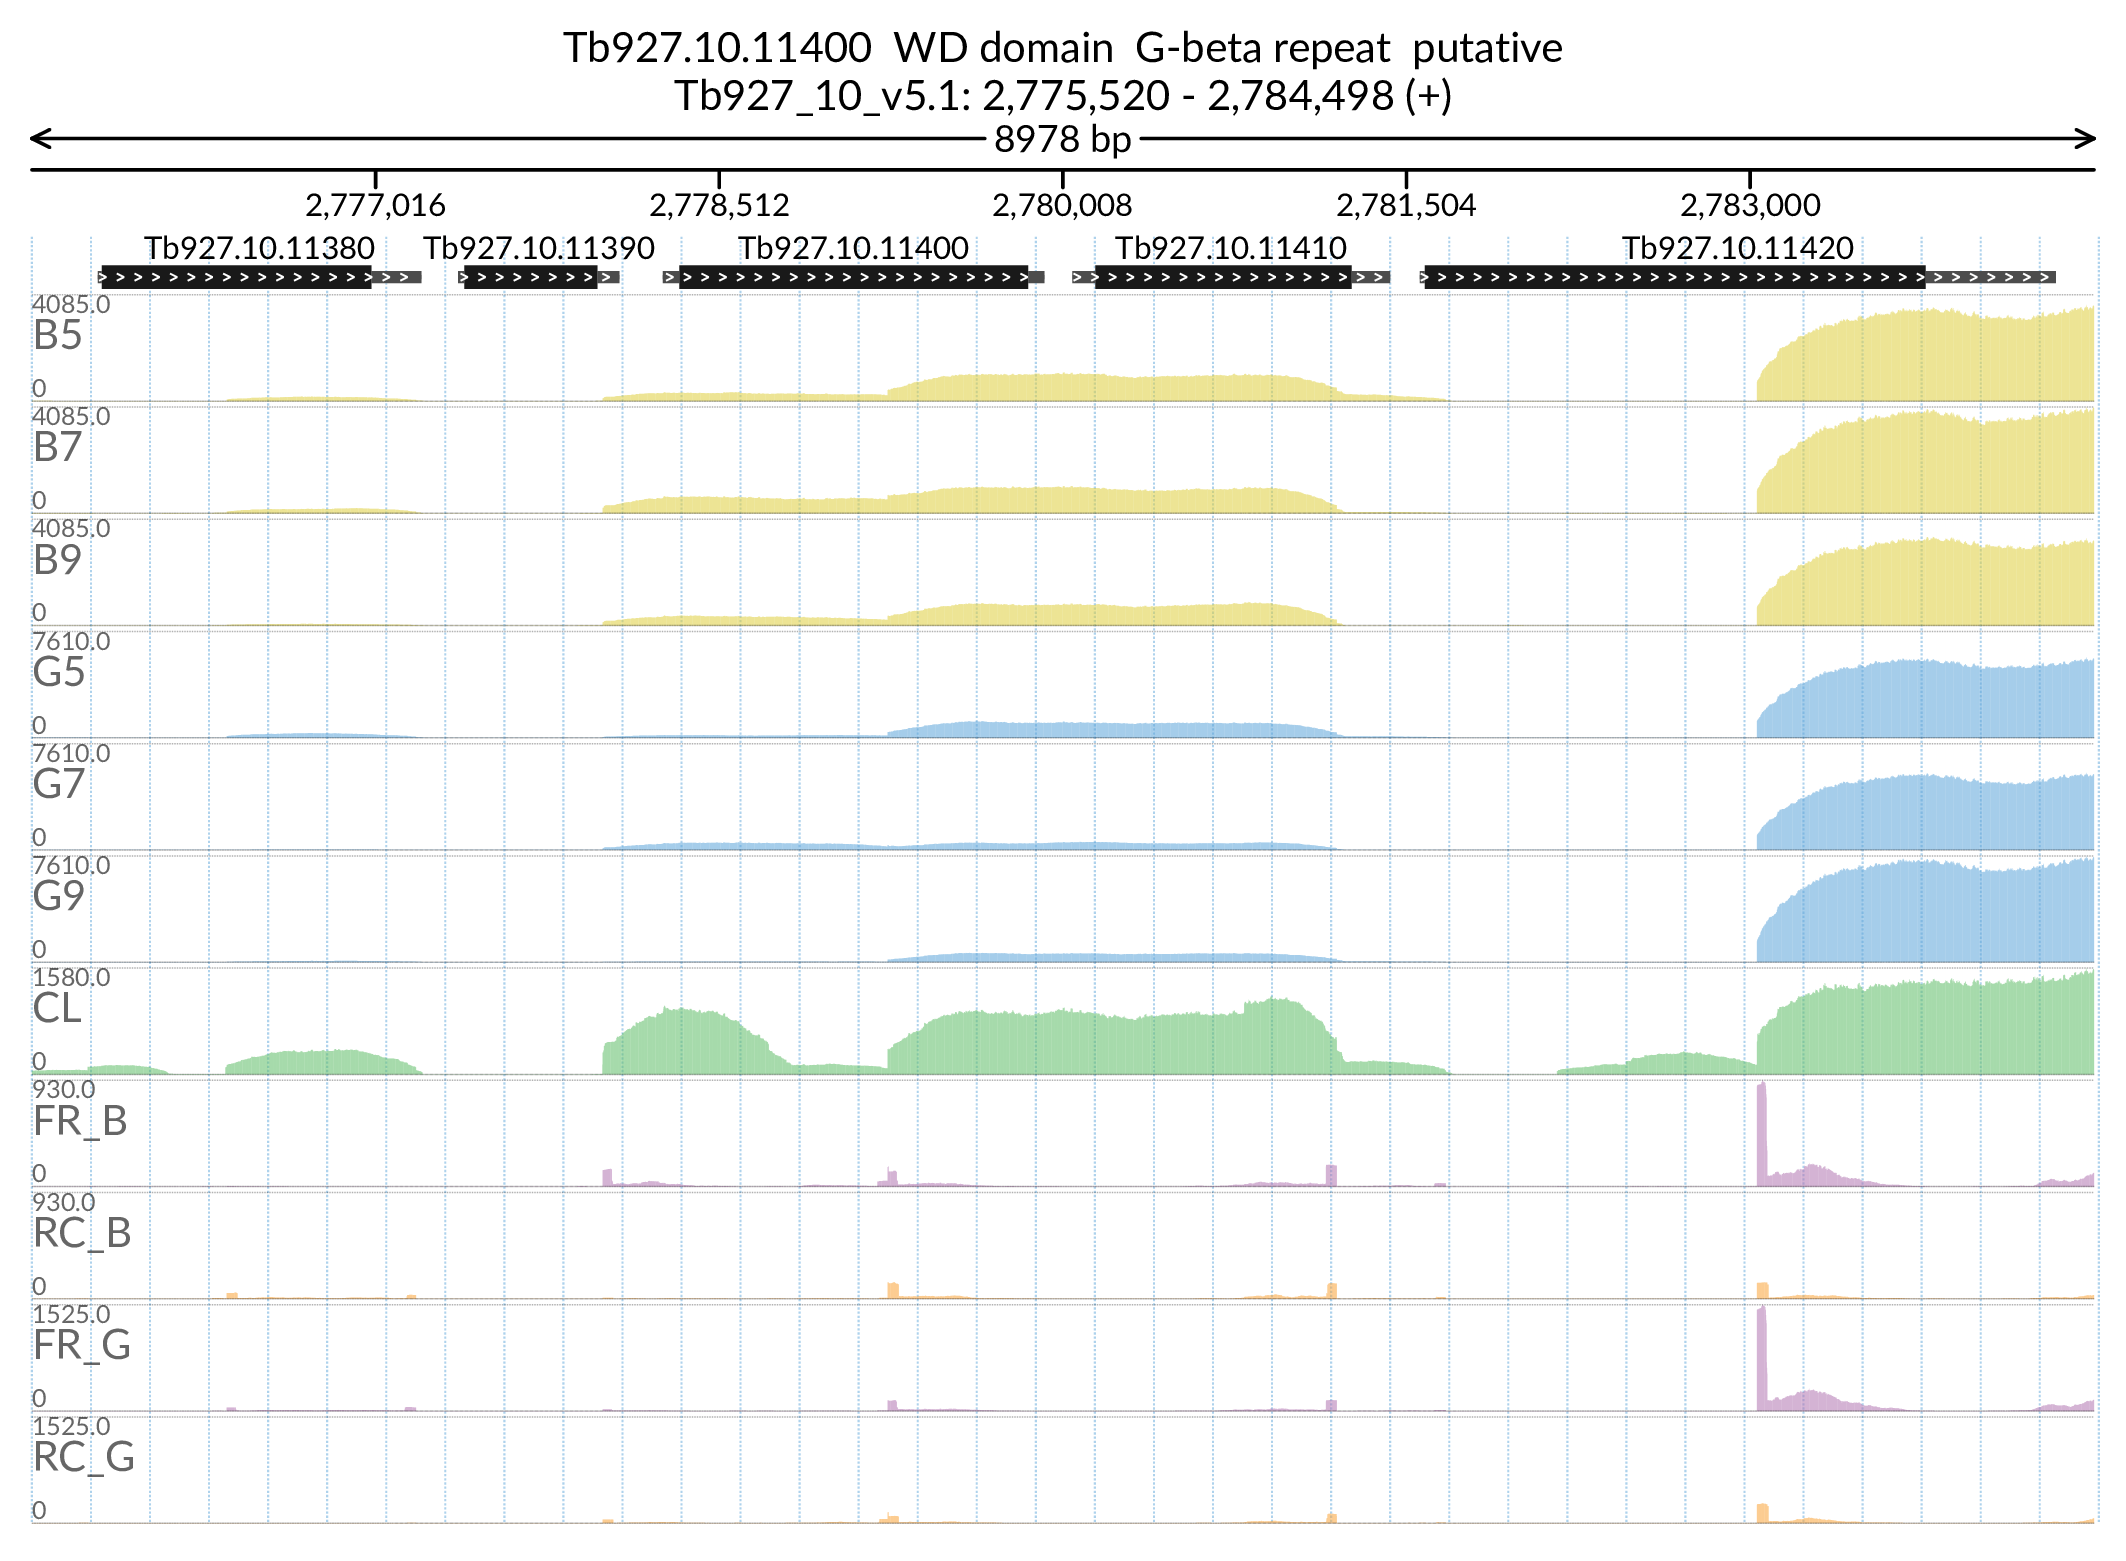 Tb927.10.11400  WD domain  G-beta repeat  putative
Tb927_10_v5.1: 2,775,520 - 2,784,498 (+)
8978 bp
2,777,016 2,778,512 2,780,008 2,781,504 2,783,000
Tb927.10.11380 Tb927.10.11390 Tb927.10.11400 Tb927.10.11410 Tb927.10.11420
4085.0
B5
0
4085.0
B7
0
4085.0
B9
0
7610.0
G5
0
7610.0
G7
0
7610.0
G9
0
1580.0
CL
0
930.0
FR_B
0
930.0
RC_B
0
1525.0
FR_G
0
1525.0
RC_G
0